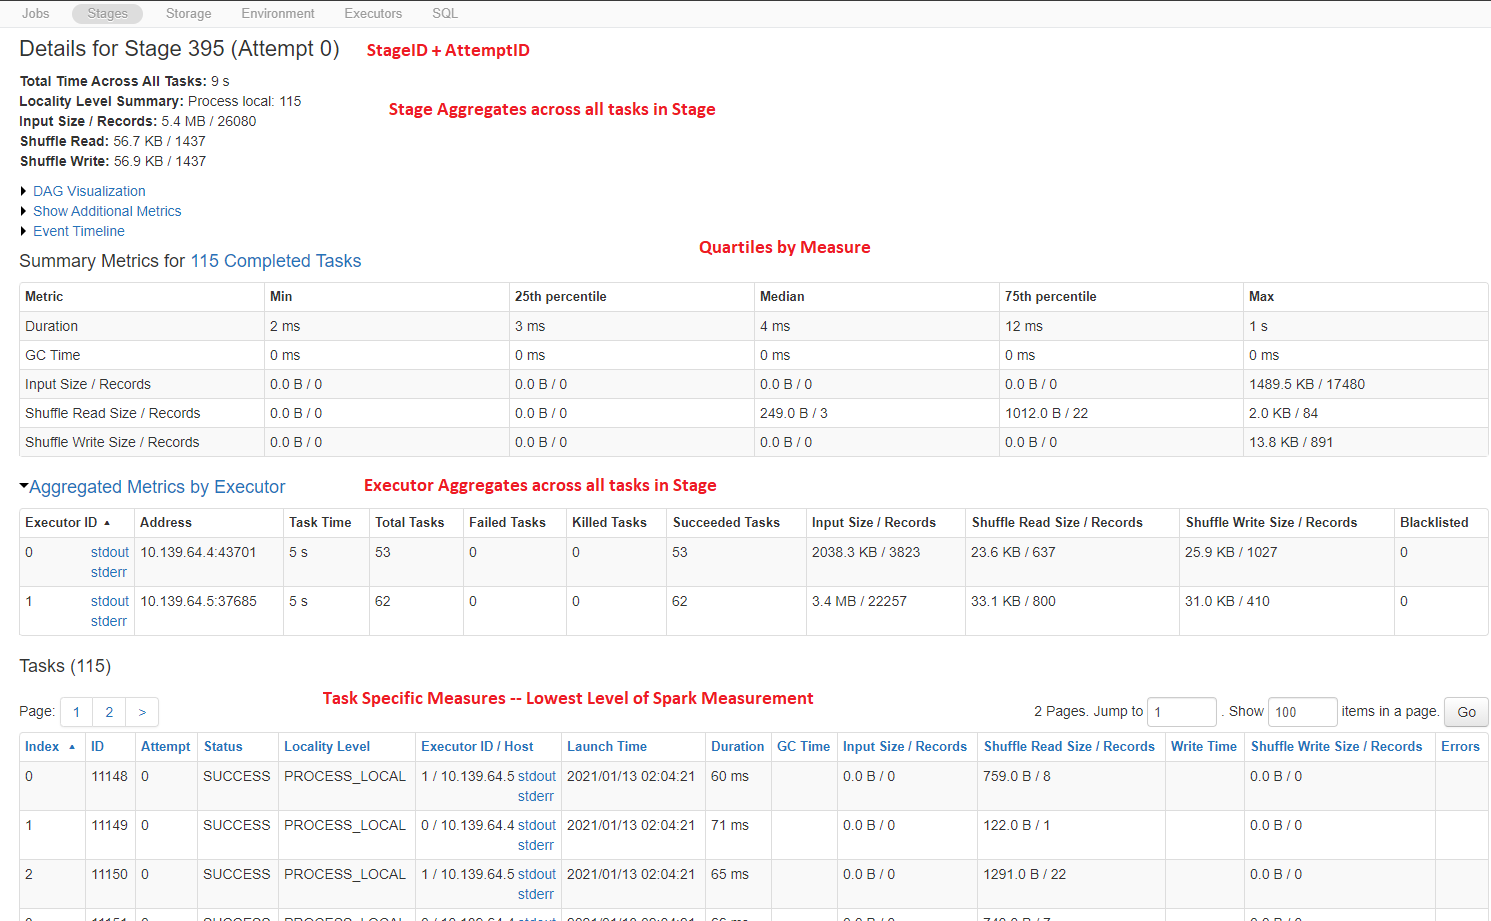 Jobs Stages Storage Environment Executors SQL
Details for Stage 395 (Attempt 0) StageID + AttemptID
Total Time Across All Tasks: 9 s
Locality Level Summary: Process local: 115
Stage Aggregates across all tasks in Stage
Input Size / Records: 5.4 MB / 26080
Shuffle Read: 56.7 KB / 1437
Shuffle Write: 56.9 KB / 1437
DAG Visualization
Show Additional Metrics
Event Timeline
Quartiles by Measure
Summary Metrics for 115 Completed Tasks
Metric Min 25th percentile Median 75th percentile Max
Duration 2 ms 3 ms 4 ms 12 ms 1 s
GC Time 0 ms 0 ms 0 ms 0 ms 0 ms
Input Size / Records 0.0 B / 0 0.0 B / 0 0.0 B / 0 0.0 B / 0 1489.5 KB / 17480
Shuffle Read Size / Records 0.0 B / 0 0.0 B / 0 249.0 B / 3 1012.0 B / 22 2.0 KB / 84
Shuffle Write Size / Records 0.0 B / 0 0.0 B / 0 0.0 B / 0 0.0 B / 0 13.8 KB / 891
Aggregated Metrics by Executor Executor Aggregates across all tasks in Stage
Executor ID Address Task Time Total Tasks Failed Tasks Killed Tasks Succeeded Tasks Input Size / Records Shuffle Read Size / Records Shuffle Write Size / Records Blacklisted
0 stdout 10.139.64.4:43701 5 s 53 0 0 53 2038.3 KB / 3823 23.6 KB / 637 25.9 KB / 1027 0
stderr
1 stdout 10.139.64.5:37685 5 s 62 0 0 62 3.4 MB / 22257 33.1 KB / 800 31.0 KB / 410 0
stderr
Tasks (115)
Task Specific Measures -- Lowest Level of Spark Measurement
Page: 1 2 > 2 Pages. Jump to 1 . Show 100 items in a page. Go
Index ID Attempt Status Locality Level Executor ID / Host Launch Time Duration GC Time Input Size / Records Shuffle Read Size / Records Write Time Shuffle Write Size / Records Errors
0 11148 0 SUCCESS PROCESS_LOCAL 1 / 10.139.64.5 stdout 2021/01/13 02:04:21 60 ms 0.0 B / 0 759.0 B / 8 0.0 B / 0
stderr
1 11149 0 SUCCESS PROCESS_LOCAL 0 / 10.139.64.4 stdout 2021/01/13 02:04:21 71 ms 0.0 B / 0 122.0 B / 1 0.0 B / 0
stderr
2 11150 0 SUCCESS PROCESS_LOCAL 1 / 10.139.64.5 stdout 2021/01/13 02:04:21 65 ms 0.0 B / 0 1291.0 B / 22 0.0 B / 0
stderr